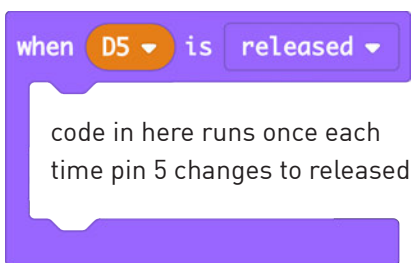 when D5 is released
code in here runs once each
time pin 5 changes to released